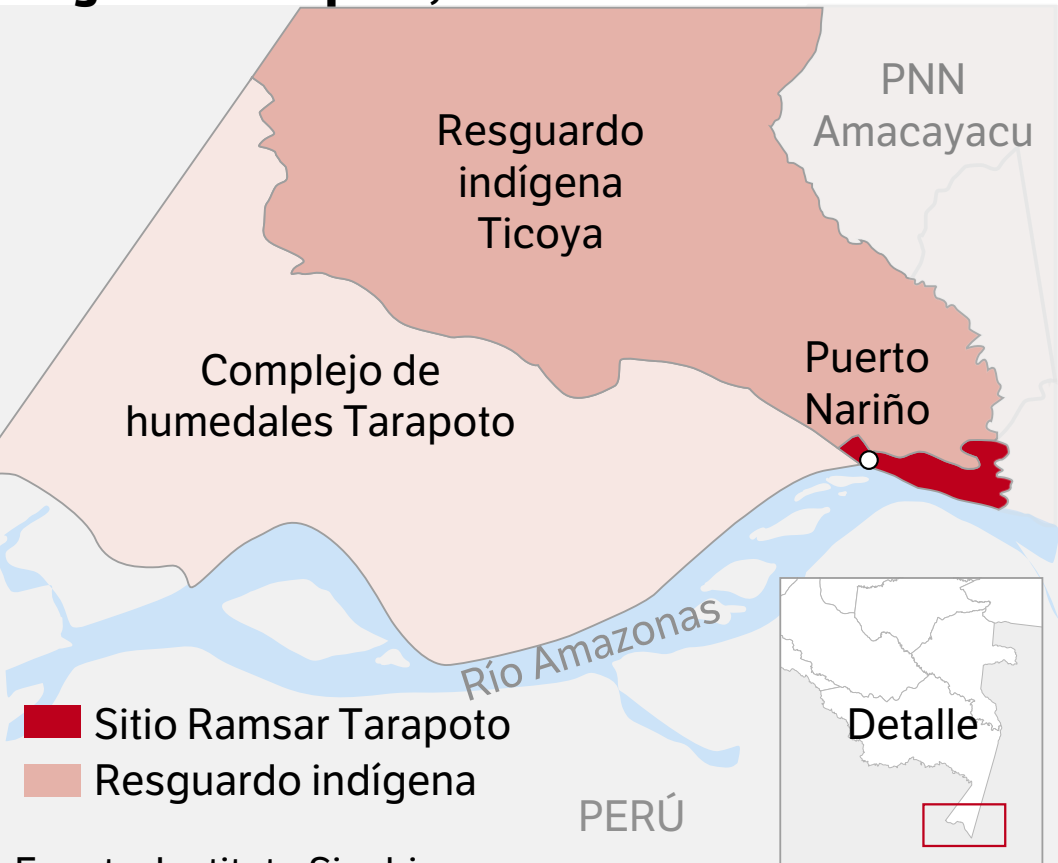 PNN
Amacayacu
Resguardo
indígena
Ticoya
Complejo de
humedales Tarapoto
Puerto
Nariño
Río Amazonas
Sitio Ramsar Tarapoto
Resguardo indígena
Detalle
PERÚ